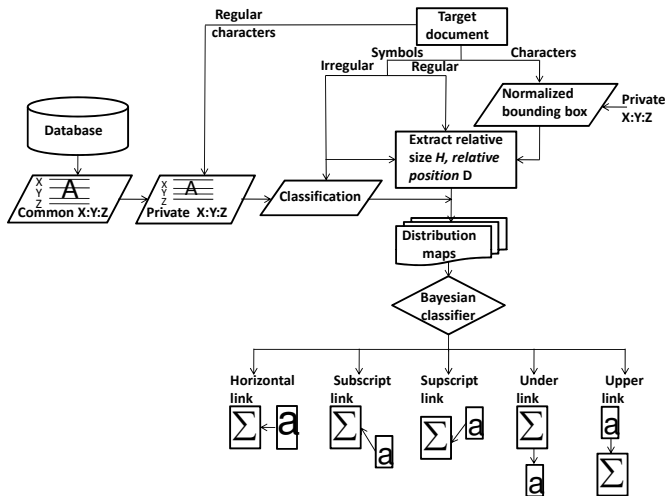 Regular
characters
Target
document
Symbols
Characters
Irregular
Regular
Normalized
bounding box
Private
X:Y:Z
Database
Extract relative
size H, relative
position D
X
Y
Z
A
Common X:Y:Z
X
Y
Z
A
Private X:Y:Z
Classification
Distribution
maps
Bayesian
classifier
Horizontal
link
Subscript
link
Supscript
link
Under
link
Upper
link
∑
a
∑
a
∑
a
∑
a
a
∑